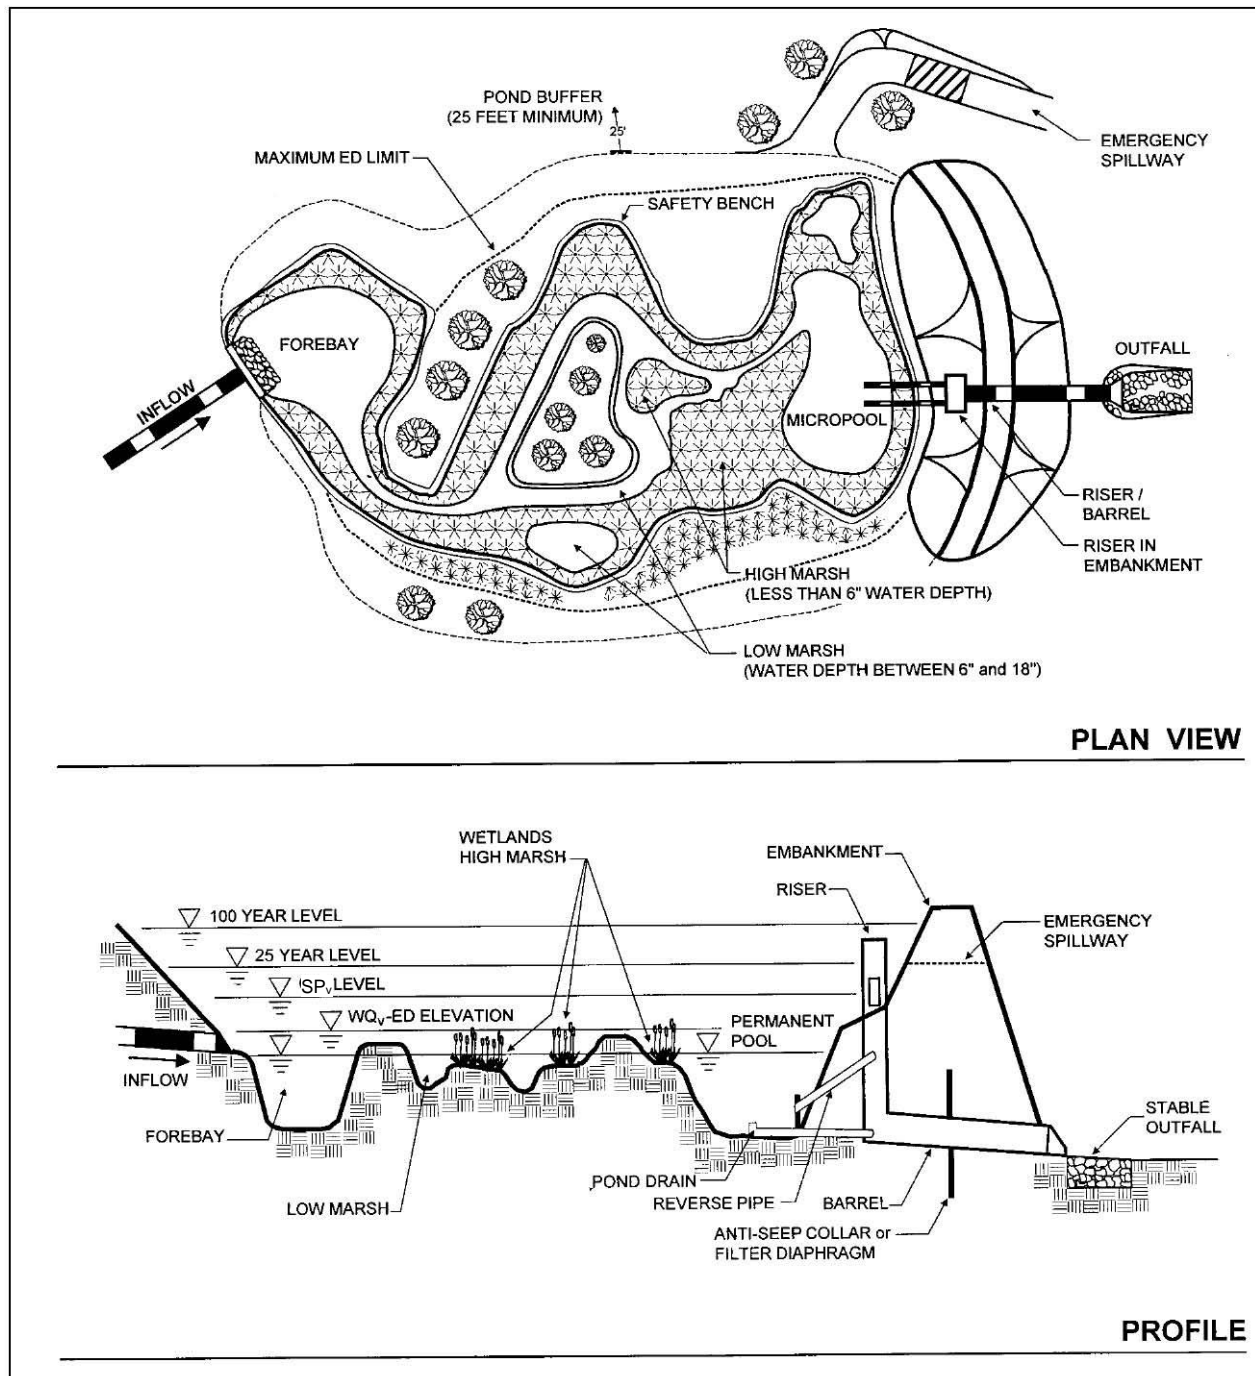 POND BUFFER
(25 FEET MINIMUM)
25'
EMERGENCY
SPILLWAY
MAXIMUM ED LIMIT
SAFETY BENCH
FOREBAY
INFLOW
OUTFALL
MICROPOOL
RISER /
BARREL
RISER IN
EMBANKMENT
HIGH MARSH
(LESS THAN 6" WATER DEPTH)
LOW MARSH
(WATER DEPTH BETWEEN 6" and 18")
PLAN VIEW
WETLANDS
HIGH MARSH
EMBANKMENT
RISER
100 YEAR LEVEL
EMERGENCY
SPILLWAY
25 YEAR LEVEL
SPv LEVEL
WQv-ED ELEVATION
PERMANENT
POOL
INFLOW
FOREBAY
STABLE
OUTFALL
LOW MARSH
POND DRAIN
REVERSE PIPE
BARREL
ANTI-SEEP COLLAR or
FILTER DIAPHRAGM
PROFILE